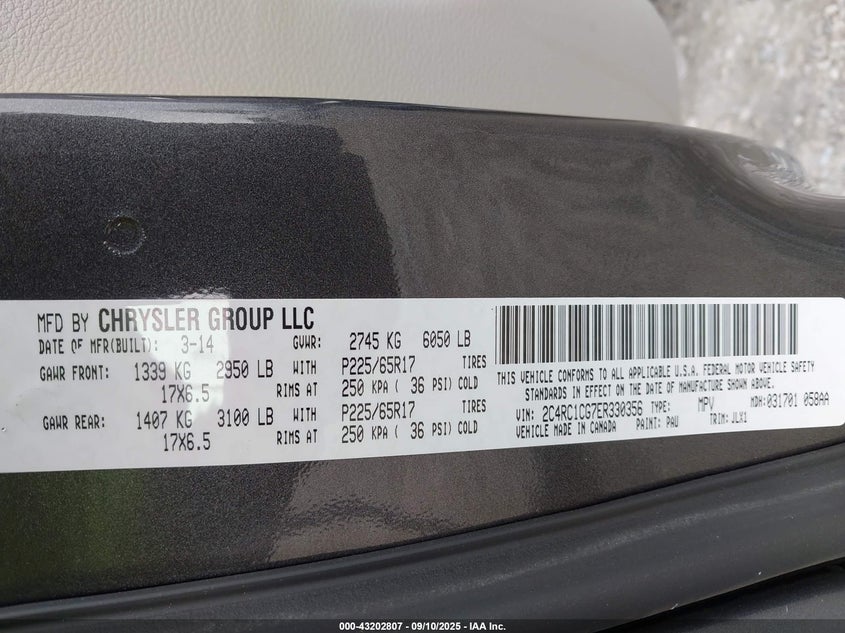 MFD BY CHRYSLER GROUP LLC
DATE OF MFR(BUILT): 3-14 GVWR: 2745 KG 6050 LB
GAWR FRONT: 1339 KG 2950 LB WITH P225/65R17 TIRES
17X6.5 RIMS AT 250 KPA ( 36 PSI) COLD
GAWR REAR: 1407 KG 3100 LB WITH P225/65R17 TIRES
17X6.5 RIMS AT 250 KPA ( 36 PSI) COLD
THIS VEHICLE CONFORMS TO ALL APPLICABLE U.S.A. FEDERAL MOTOR VEHICLE SAFETY
STANDARDS IN EFFECT ON THE DATE OF MANUFACTURE SHOWN ABOVE.
VIN: 2C4RC1CG7ER330356 TYPE: MPV MDH:031701 058AA
VEHICLE MADE IN CANADA PAINT: PAU TRIM: JLX1
000-43202807 - 09/10/2025 - IAA Inc.